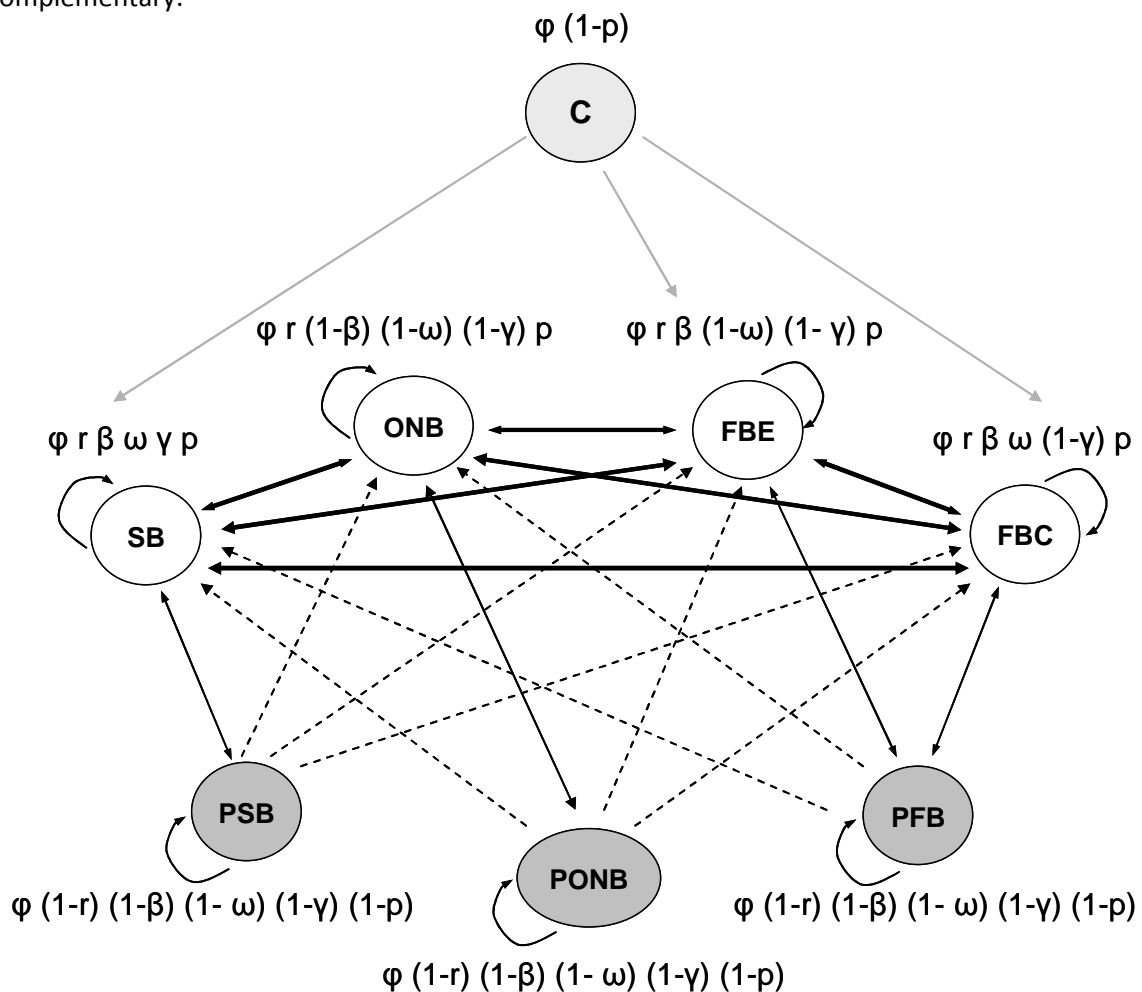 omplementary.
φ (1-p)
C
φ r (1-β) (1-ω) (1-γ) p
φ r β (1-ω) (1- γ) p
φ r β ω γ p
φ r β ω (1-γ) p
ONB
FBE
SB
FBC
PSB
PONB
PFB
φ (1-r) (1-β) (1- ω) (1-γ) (1-p)
φ (1-r) (1-β) (1- ω) (1-γ) (1-p)
φ (1-r) (1-β) (1- ω) (1-γ) (1-p)